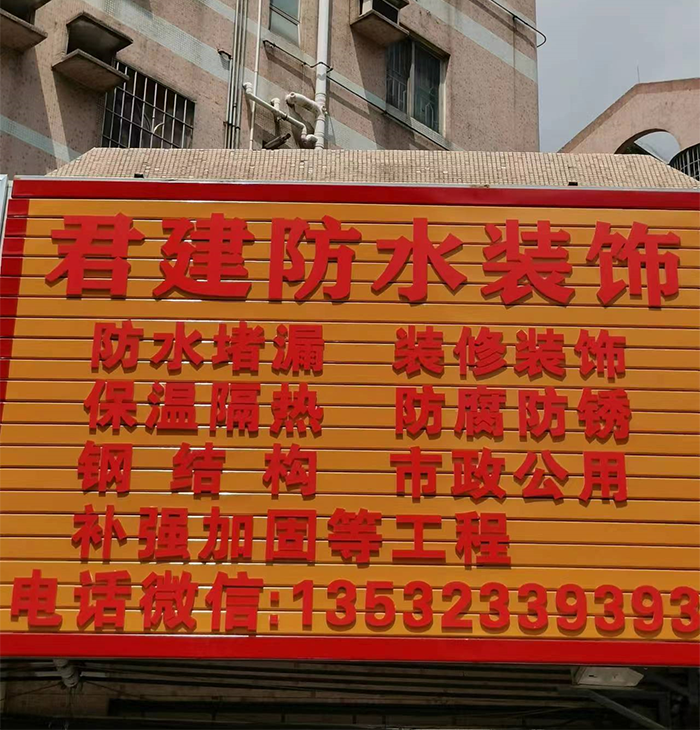 君建防水装饰
防水堵漏 装修装饰
保温隔热 防腐防锈
钢结构 市政公用
补强加固等工程
电话微信:13532339393